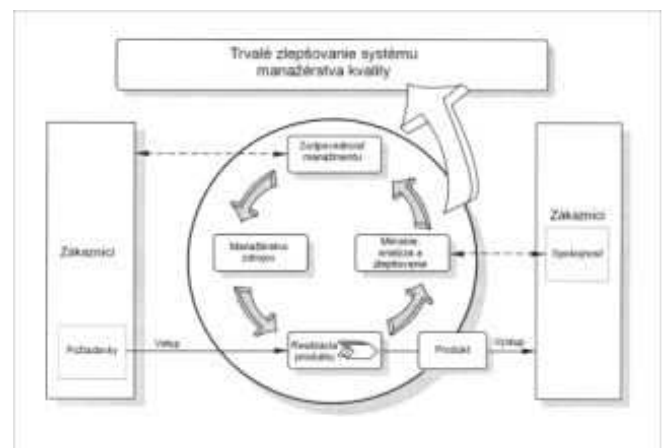 Trvalé zlepšovanie systému
manažérstva kvality
Zodpovednosť
manažmentu
Zákazníci
Manažérstvo
zdrojov
Meranie
analýza a
zlepšovanie
Zákazníci
Spokojnosť
Požiadavky
Vstup
Realizácia
produktu
Produkt
Výstup